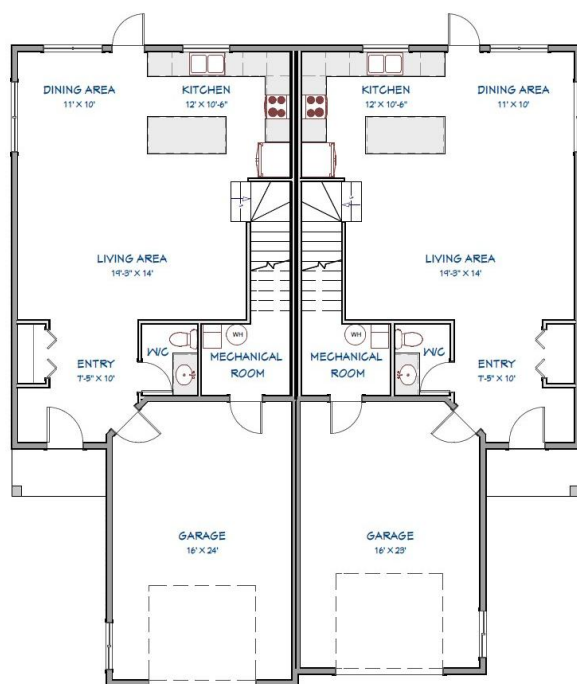 DINING AREA
11' X 10'
KITCHEN
12' X 10'-6"
KITCHEN
12' X 10'-6"
DINING AREA
11' X 10'
LIVING AREA
19'-3" X 14'
LIVING AREA
19'-3" X 14'
W/C
WH
MECHANICAL
ROOM
WH
MECHANICAL
ROOM
W/C
ENTRY
7'-5" X 10'
ENTRY
7'-5" X 10'
GARAGE
16' X 24'
GARAGE
16' X 23'